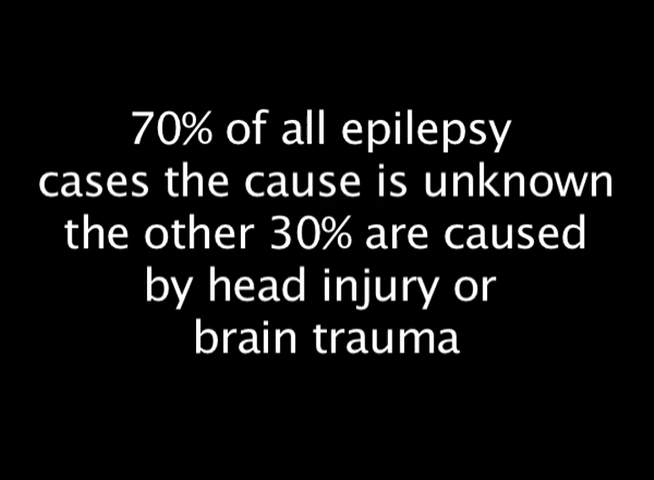 70% of all epilepsy
cases the cause is unknown
the other 30% are caused
by head injury or
brain trauma